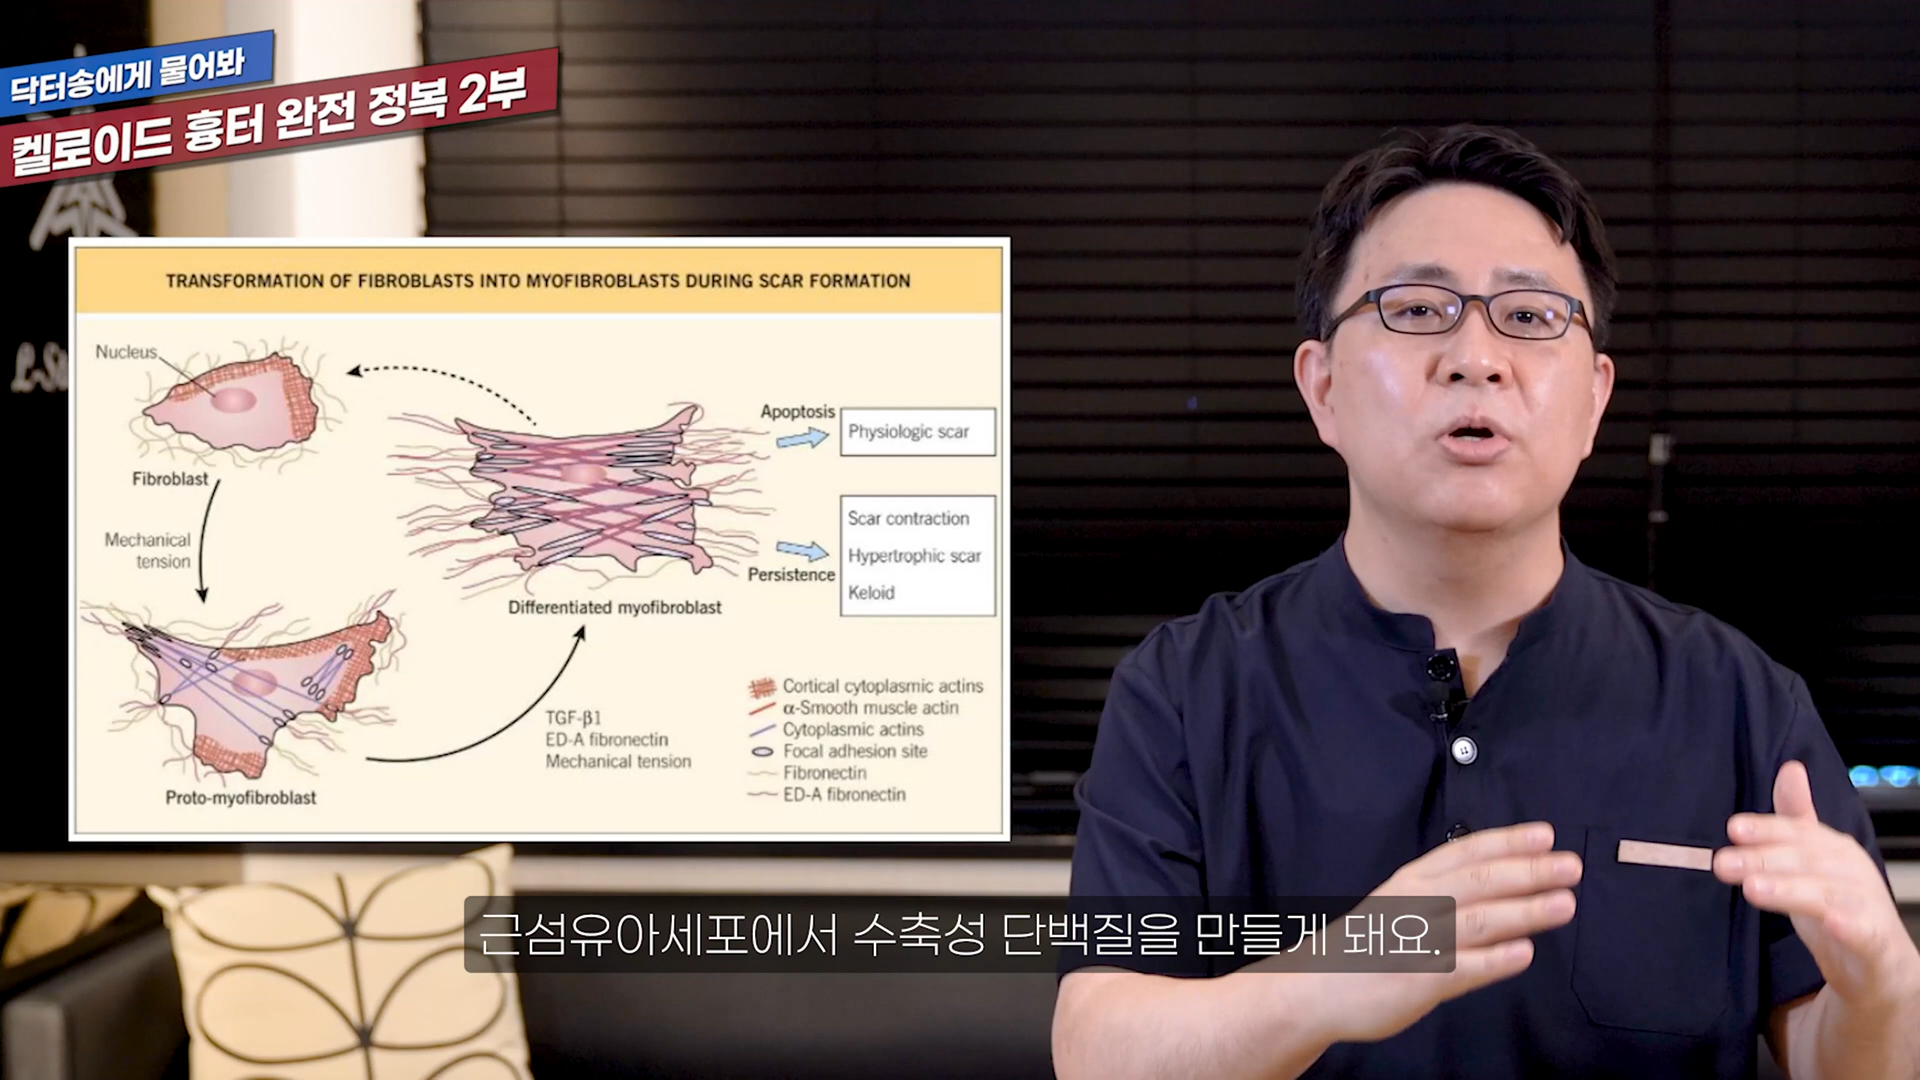 닥터송에게 물어봐
켈로이드 흉터 완전 정복 2부
TRANSFORMATION OF FIBROBLASTS INTO MYOFIBROBLASTS DURING SCAR FORMATION
Nucleus
Fibroblast
Mechanical
tension
Proto-myofibroblast
TGF-β1
ED-A fibronectin
Mechanical tension
Differentiated myofibroblast
Apoptosis
Physiologic scar
Persistence
Scar contraction
Hypertrophic scar
Keloid
Cortical cytoplasmic actins
α-Smooth muscle actin
Cytoplasmic actins
Focal adhesion site
Fibronectin
ED-A fibronectin
근섬유아세포에서 수축성 단백질을 만들게 돼요.